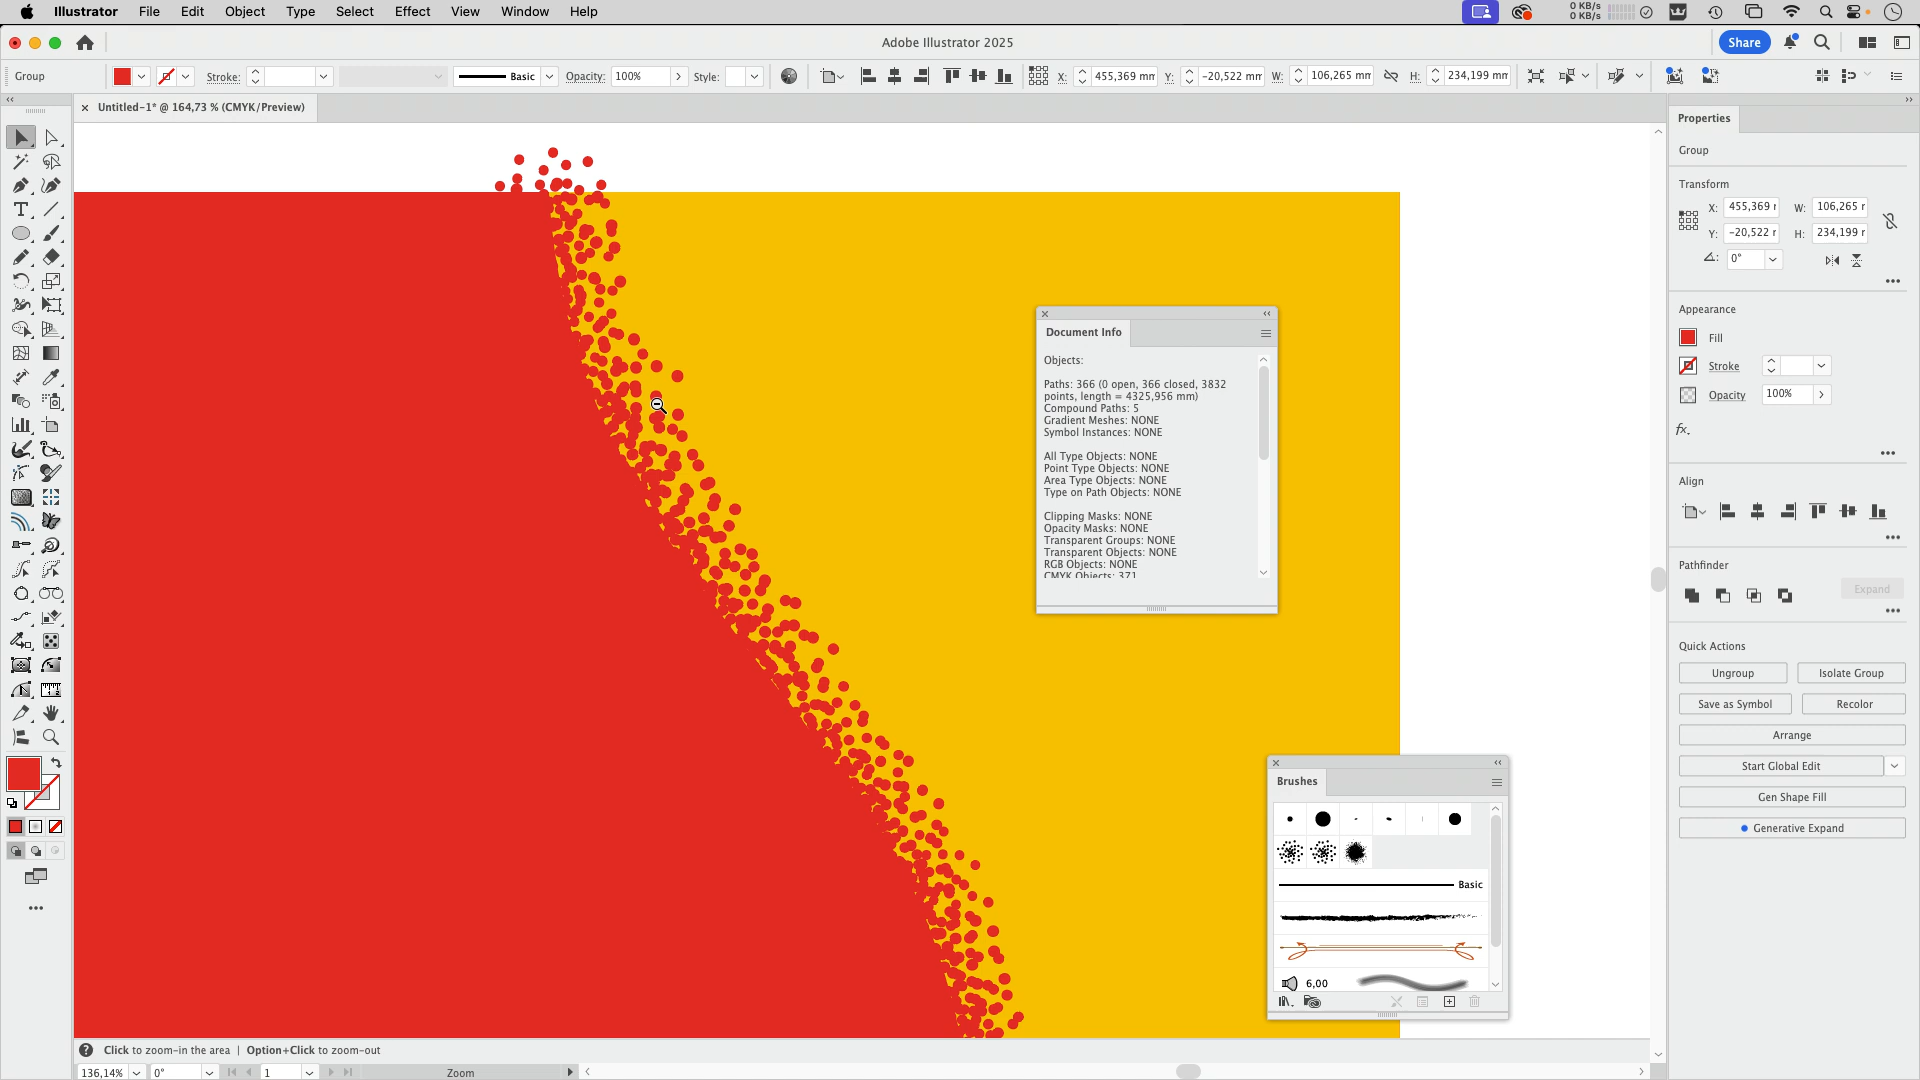 Illustrator File Edit Object Type Select Effect View Window Help
0 KB/s
0 KB/s
Adobe Illustrator 2025
Share
Group
Stroke:
Basic
Opacity: 100%
Style:
X: 455,369 mm
Y: -20,522 mm
W: 106,265 mm
H: 234,199 mm
Untitled-1* @ 164,73 % (CMYK/Preview)
Document Info
Objects:
Paths: 366 (0 open, 366 closed, 3832
points, length = 4325,956 mm)
Compound Paths: 5
Gradient Meshes: NONE
Symbol Instances: NONE
All Type Objects: NONE
Point Type Objects: NONE
Area Type Objects: NONE
Type on Path Objects: NONE
Clipping Masks: NONE
Opacity Masks: NONE
Transparent Groups: NONE
Transparent Objects: NONE
RGB Objects: NONE
CMYK Objects: 371
Brushes
Basic
6,00
Properties
Group
Transform
X: 455,369 r W: 106,265 r
Y: -20,522 r H: 234,199 r
0°
Appearance
Fill
Stroke
Opacity 100%
fx.
Align
Pathfinder
Expand
Quick Actions
Ungroup Isolate Group
Save as Symbol Recolor
Arrange
Start Global Edit
Gen Shape Fill
Generative Expand
Click to zoom-in the area | Option+Click to zoom-out
136,14% 0° 1 Zoom